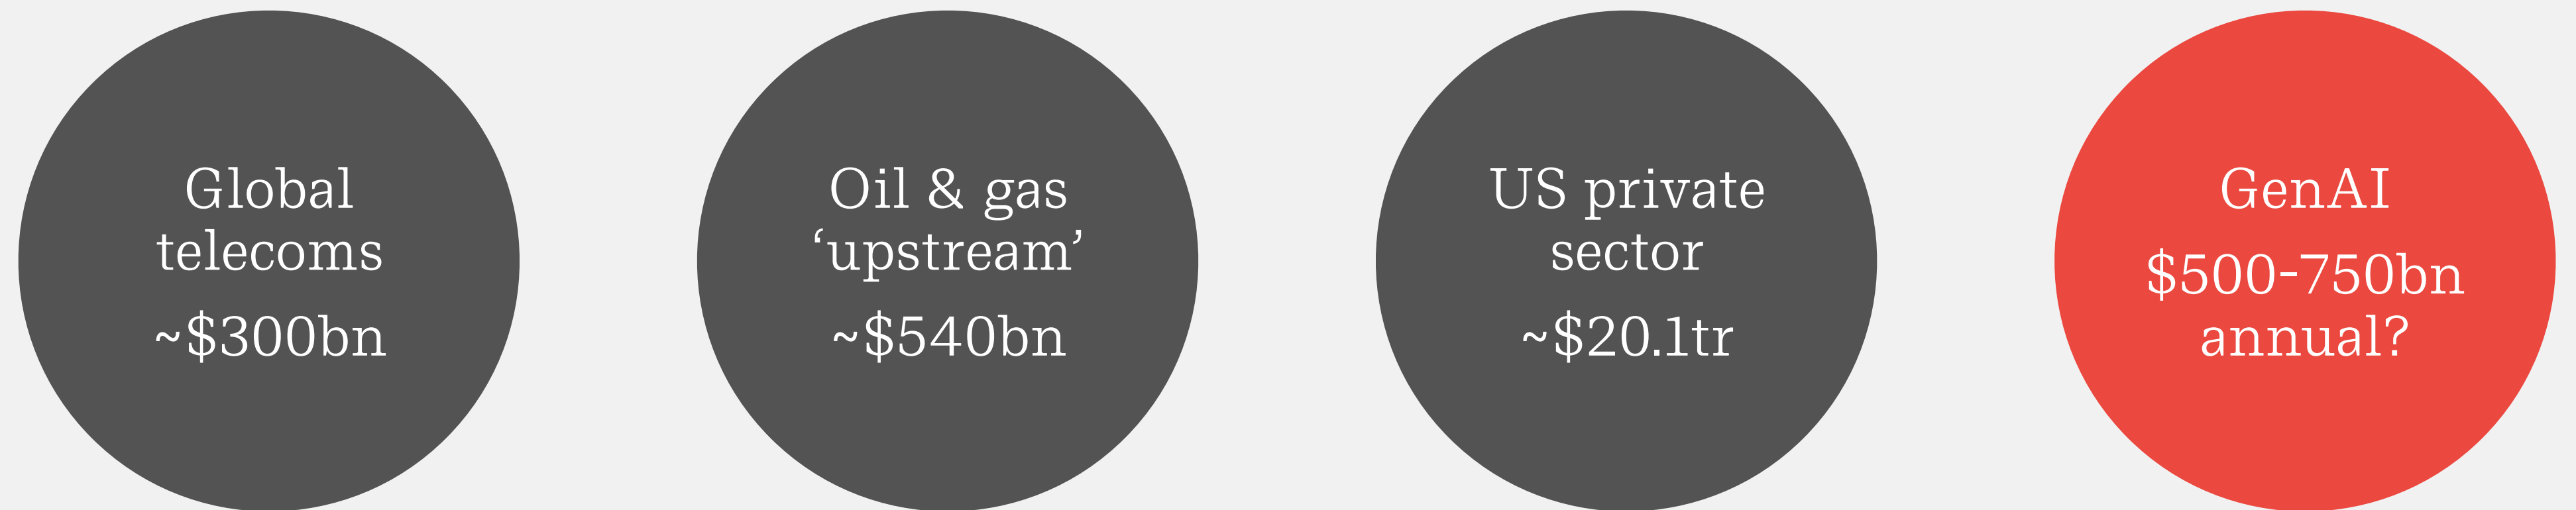 Global
telecoms
~$300bn
Oil & gas
‘upstream’
~$540bn
US private
sector
~$20.1tr
GenAI
$500-750bn
annual?